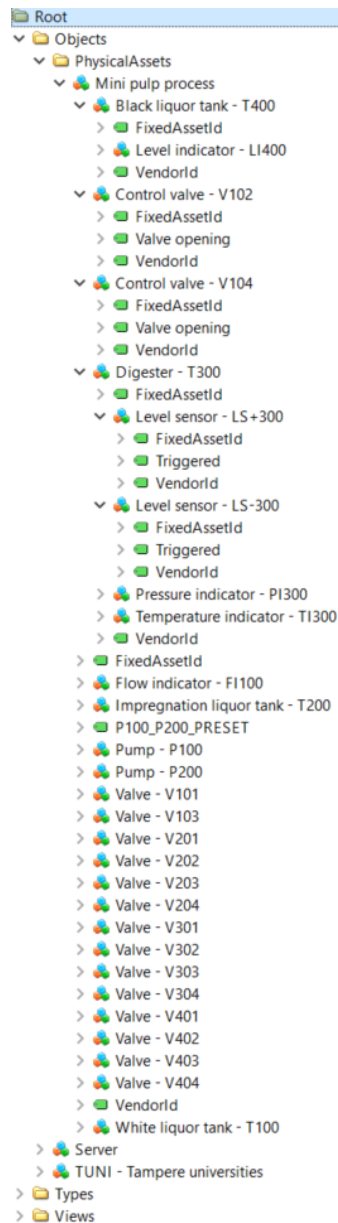 Root
Objects
PhysicalAssets
Mini pulp process
Black liquor tank - T400
FixedAssetId
Level indicator - LI400
VendorId
Control valve - V102
FixedAssetId
Valve opening
VendorId
Control valve - V104
FixedAssetId
Valve opening
VendorId
Digester - T300
FixedAssetId
Level sensor - LS+300
FixedAssetId
Triggered
VendorId
Level sensor - LS-300
FixedAssetId
Triggered
VendorId
Pressure indicator - PI300
Temperature indicator - TI300
VendorId
FixedAssetId
Flow indicator - FI100
Impregnation liquor tank - T200
P100_P200_PRESET
Pump - P100
Pump - P200
Valve - V101
Valve - V103
Valve - V201
Valve - V202
Valve - V203
Valve - V204
Valve - V301
Valve - V302
Valve - V303
Valve - V304
Valve - V401
Valve - V402
Valve - V403
Valve - V404
VendorId
White liquor tank - T100
Server
TUNI - Tampere universities
Types
Views